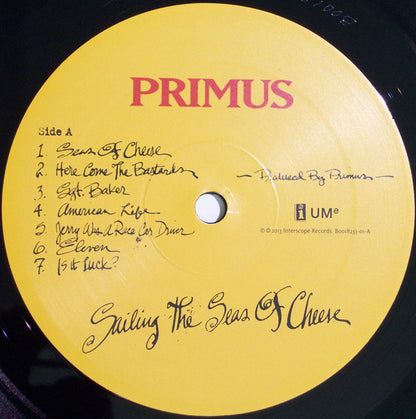 PRIMUS
Side A
1. Seas Of Cheese
2. Here Come The Bastards
3. Sgt. Baker
4. American Life
5. Jerry Was A Race Car Driver
6. Eleven
7. Is it Luck?
— Produced By Primus —
i UMe
℗ © 2013 Interscope Records. B0018233-01-A
Sailing The Seas Of Cheese